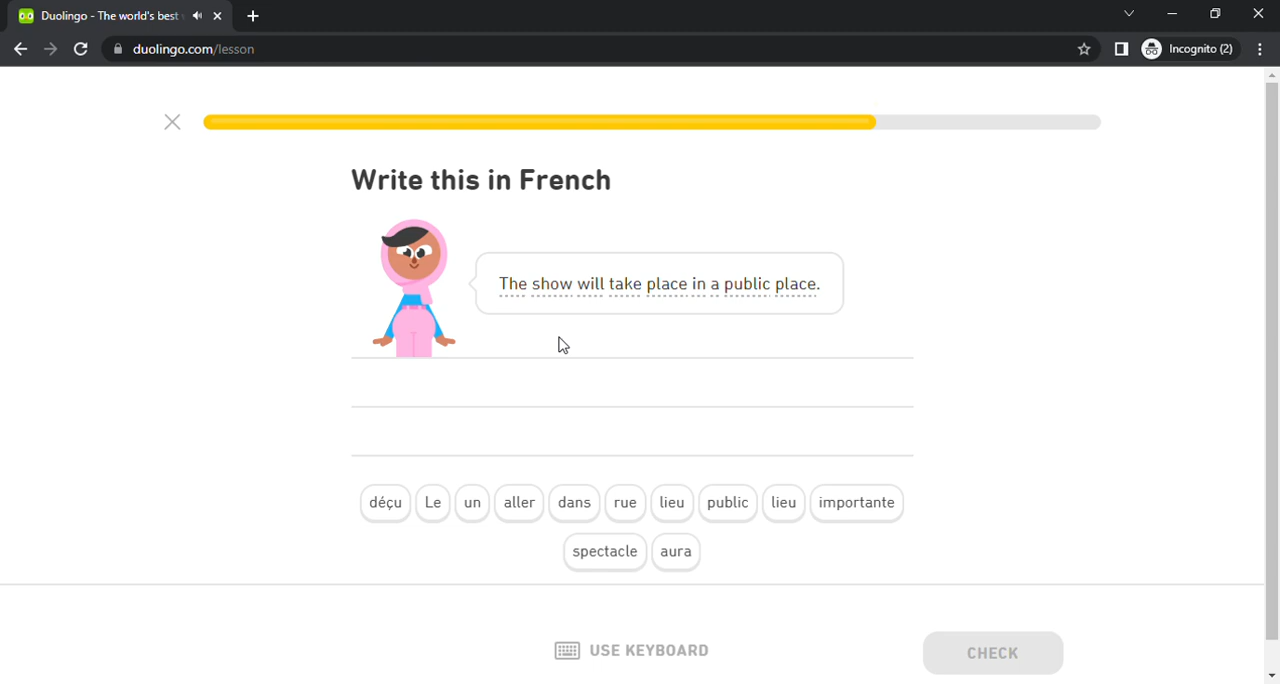 Duolingo - The world's best
duolingo.com/lesson
Incognito (2)
Write this in French
The show will take place in a public place.
déçu Le un aller dans rue lieu public lieu importante
spectacle aura
USE KEYBOARD
CHECK